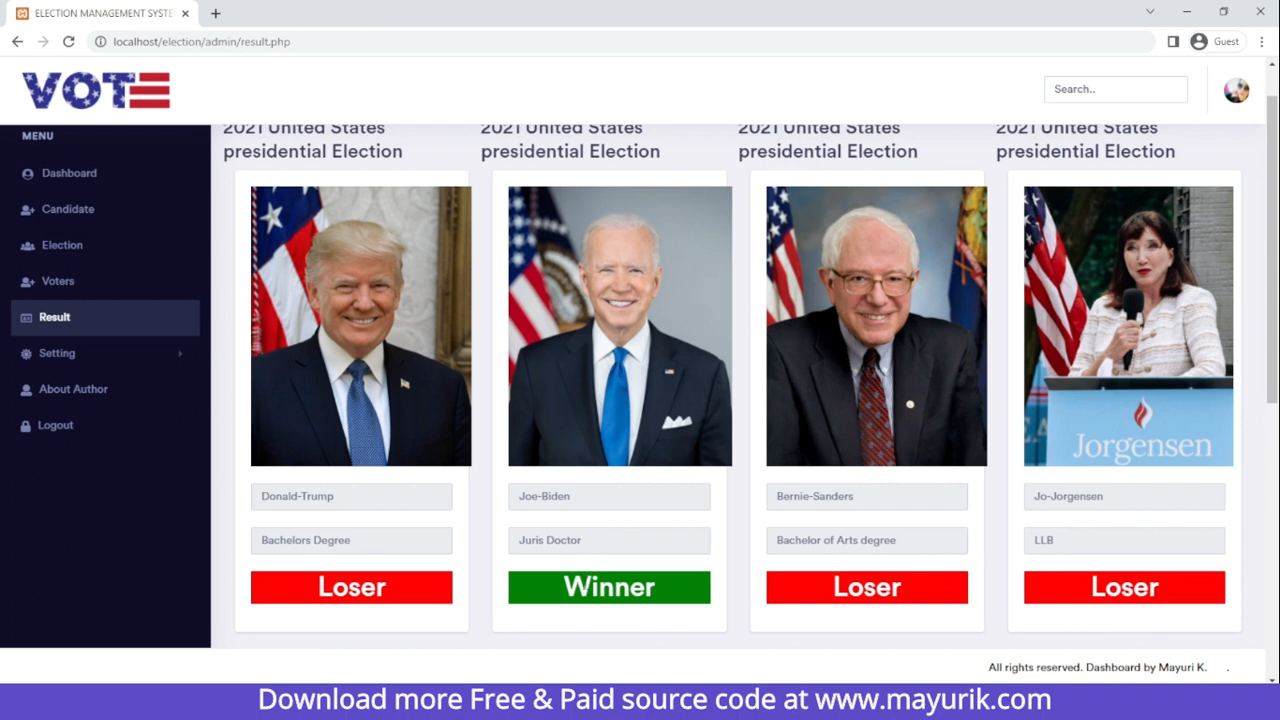 ELECTION MANAGEMENT SYSTE
localhost/election/admin/result.php
Guest
VOTE
Search..
MENU
Dashboard
Candidate
Election
Voters
Result
Setting
About Author
Logout
2021 United States
presidential Election
2021 United States
presidential Election
2021 United States
presidential Election
2021 United States
presidential Election
Jorgensen
Donald-Trump
Joe-Biden
Bernie-Sanders
Jo-Jorgensen
Bachelors Degree
Juris Doctor
Bachelor of Arts degree
LLB
Loser
Winner
Loser
Loser
All rights reserved. Dashboard by Mayuri K. .
Download more Free & Paid source code at www.mayurik.com